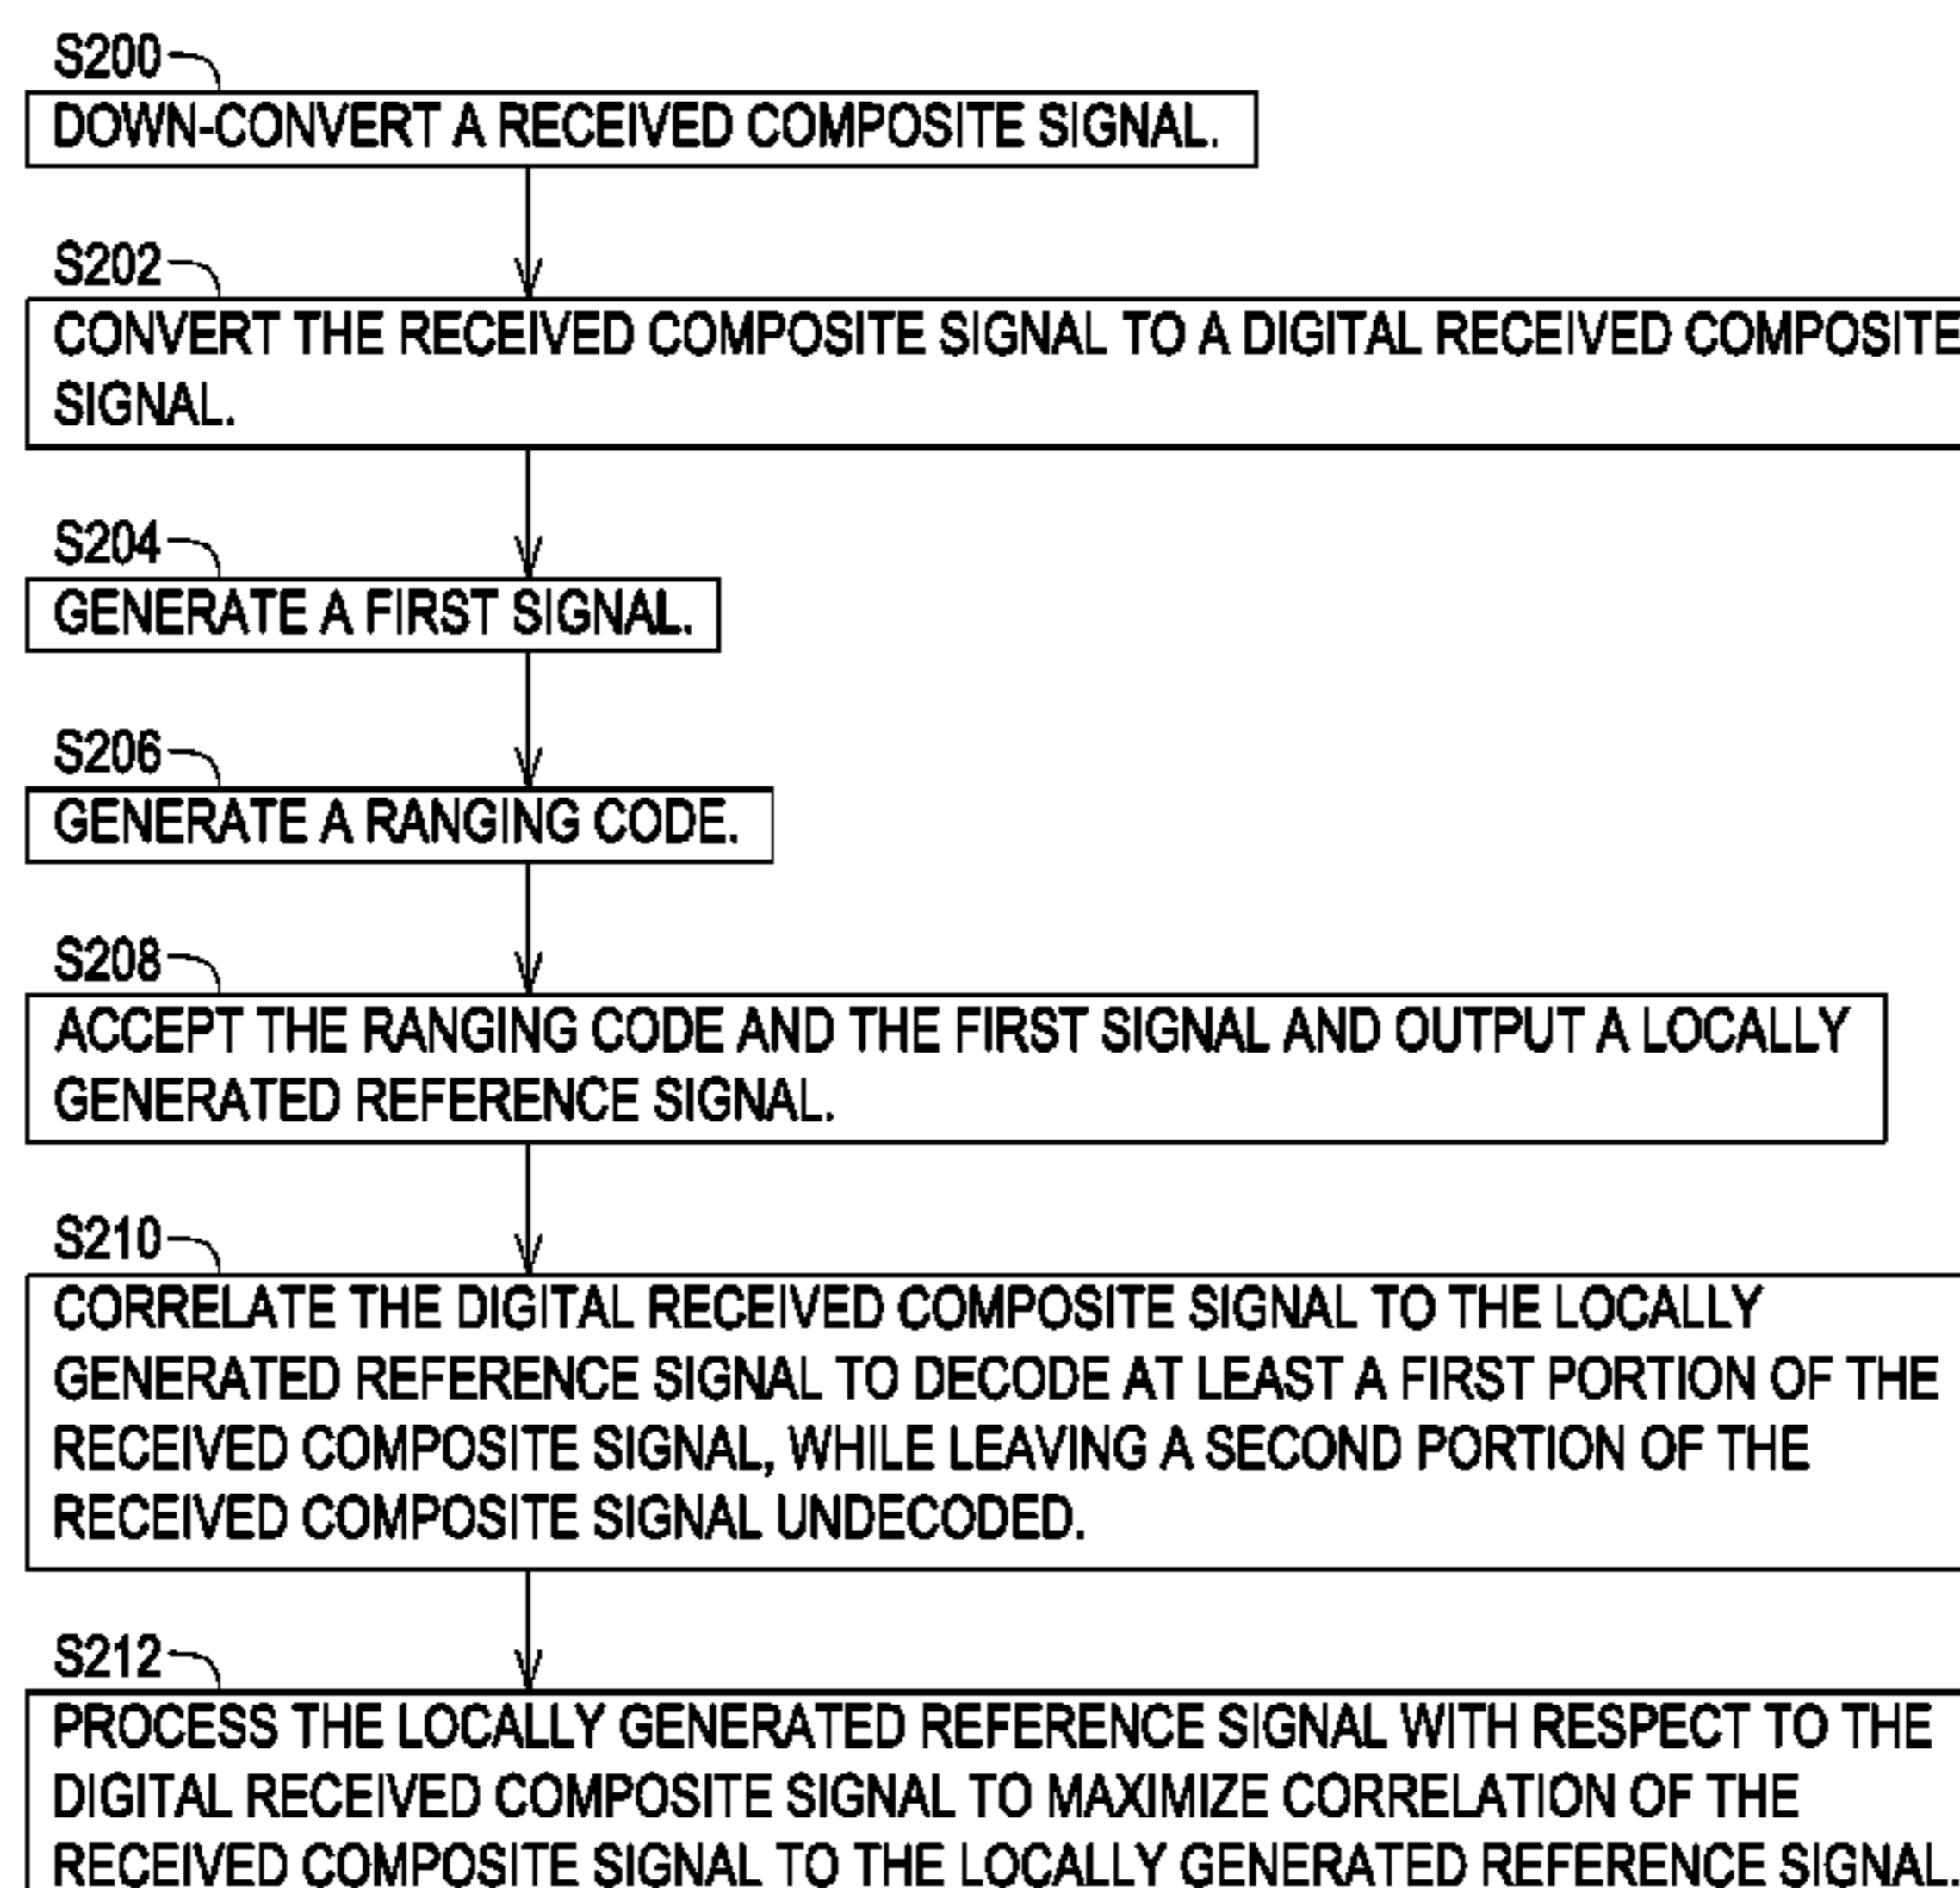 S200
DOWN-CONVERT A RECEIVED COMPOSITE SIGNAL.
S202
CONVERT THE RECEIVED COMPOSITE SIGNAL TO A DIGITAL RECEIVED COMPOSITE
SIGNAL.
S204
GENERATE A FIRST SIGNAL.
S206
GENERATE A RANGING CODE.
S208
ACCEPT THE RANGING CODE AND THE FIRST SIGNAL AND OUTPUT A LOCALLY
GENERATED REFERENCE SIGNAL.
S210
CORRELATE THE DIGITAL RECEIVED COMPOSITE SIGNAL TO THE LOCALLY
GENERATED REFERENCE SIGNAL TO DECODE AT LEAST A FIRST PORTION OF THE
RECEIVED COMPOSITE SIGNAL, WHILE LEAVING A SECOND PORTION OF THE
RECEIVED COMPOSITE SIGNAL UNDECODED.
S212
PROCESS THE LOCALLY GENERATED REFERENCE SIGNAL WITH RESPECT TO THE
DIGITAL RECEIVED COMPOSITE SIGNAL TO MAXIMIZE CORRELATION OF THE
RECEIVED COMPOSITE SIGNAL TO THE LOCALLY GENERATED REFERENCE SIGNAL.